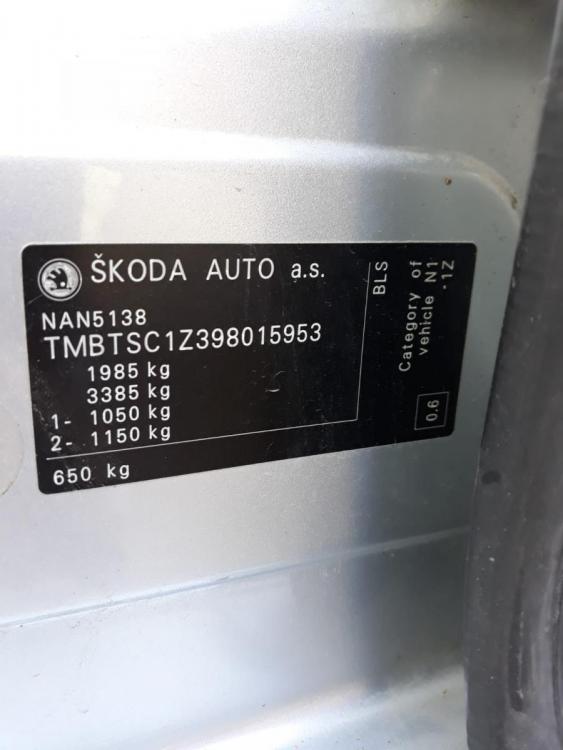 ŠKODA AUTO a.s.
NAN5138
TMBTSC1Z398015953
1985 kg
3385 kg
1- 1050 kg
2- 1150 kg
650 kg
BLS
Category of
vehicle N1
.1Z
0.6